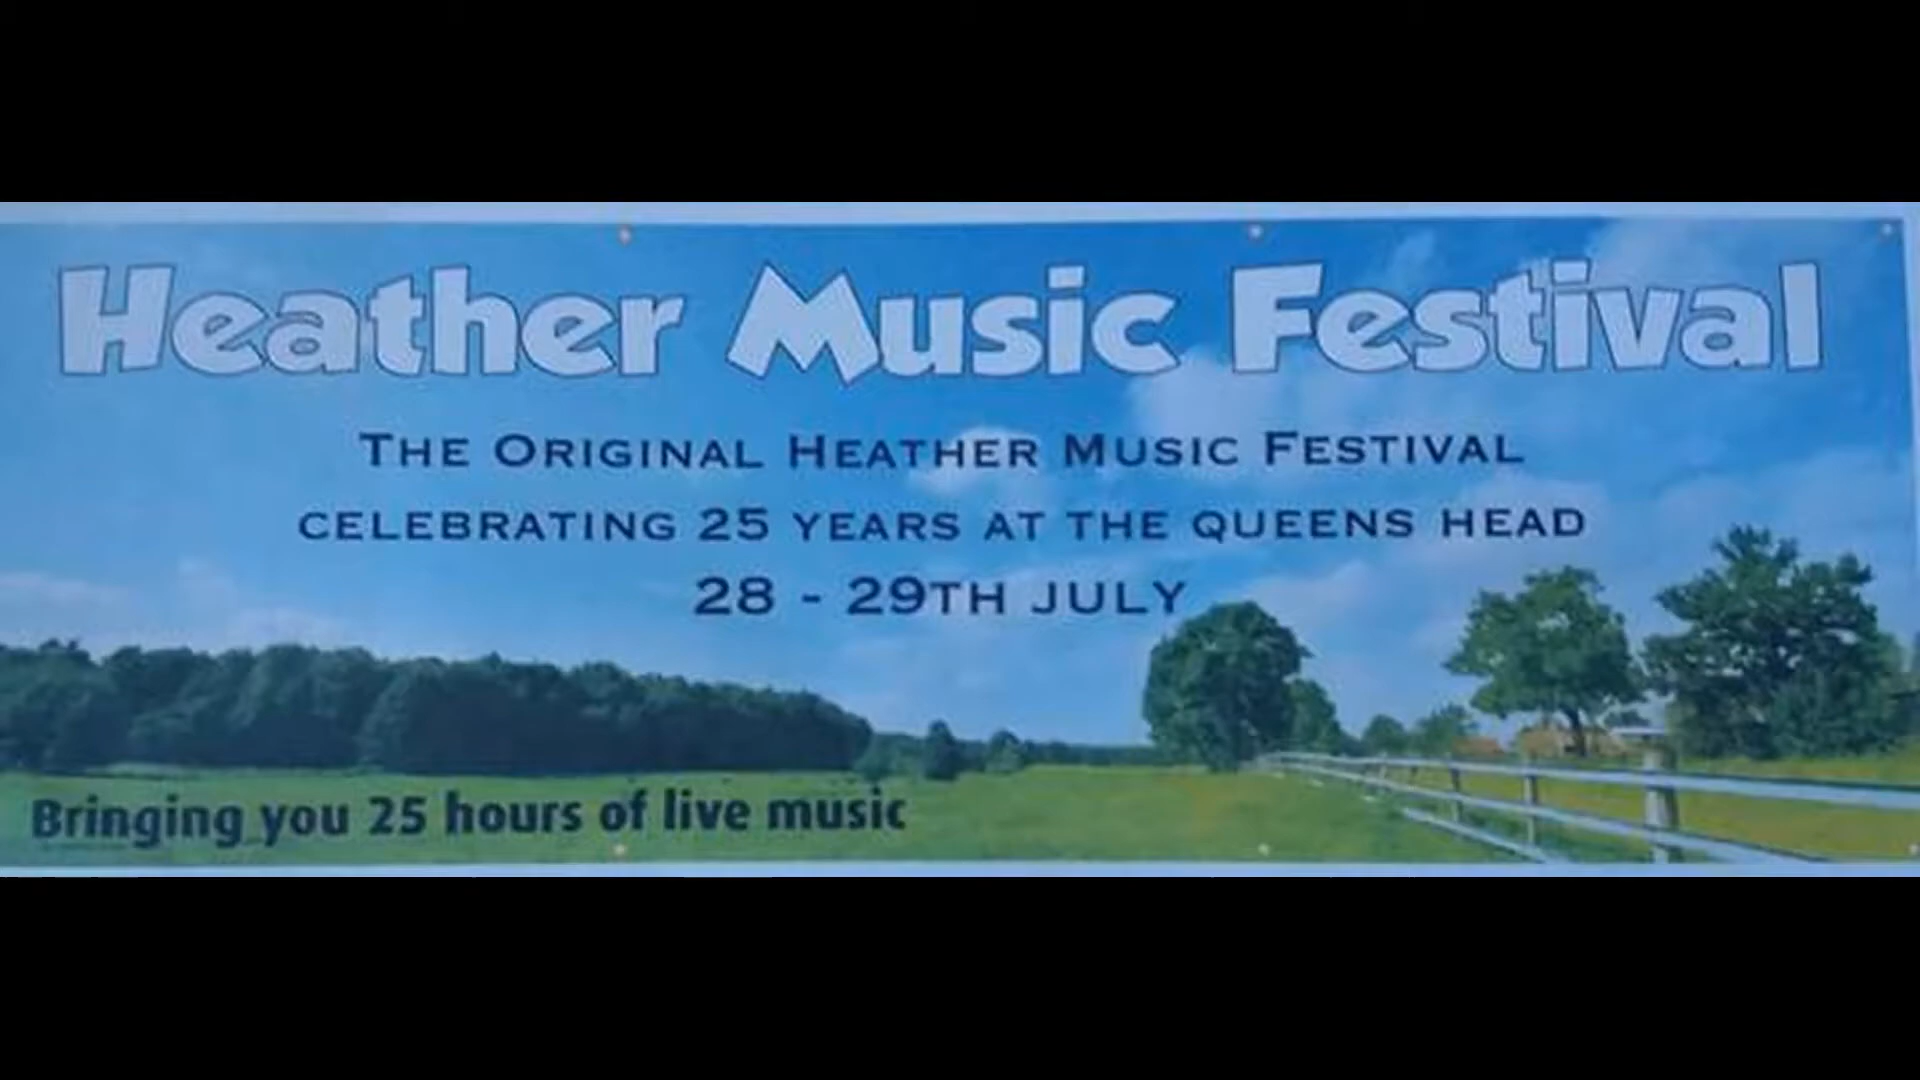 Heather Music Festival
THE ORIGINAL HEATHER MUSIC FESTIVAL
CELEBRATING 25 YEARS AT THE QUEENS HEAD
28 - 29TH JULY
Bringing you 25 hours of live music